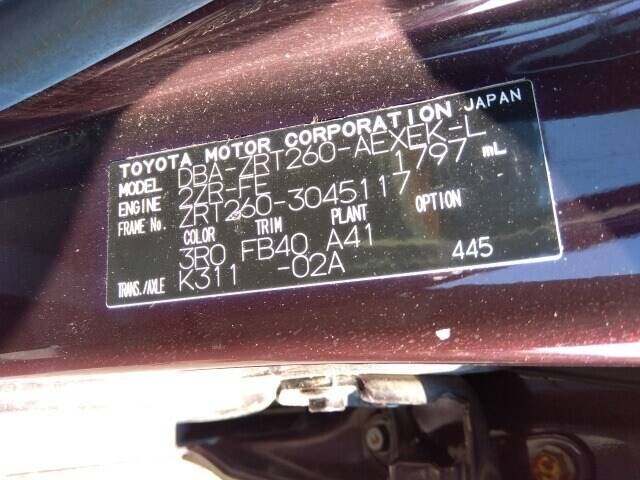 TOYOTA MOTOR CORPORATION JAPAN
MODEL DBA-ZRT260-AEXEK-L
ENGINE 2ZR-FE 1797 mL
FRAME No. ZRT260-3045117
COLOR TRIM PLANT OPTION
3R0 FB40 A41
TRANS./AXLE K311 -02A 445